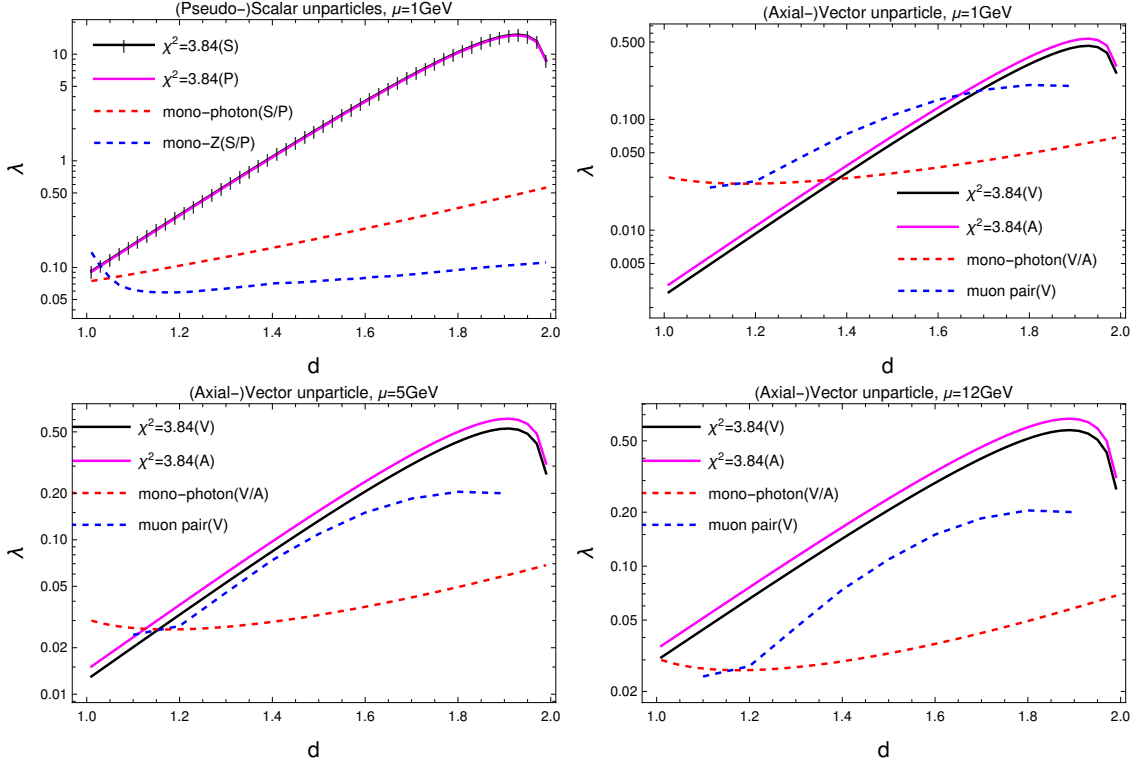 (Pseudo-)Scalar unparticles, μ=1GeV
χ²=3.84(S)
χ²=3.84(P)
mono-photon(S/P)
mono-Z(S/P)
10
5
1
0.50
0.10
0.05
λ
1.0 1.2 1.4 1.6 1.8 2.0
d
(Axial-)Vector unparticle, μ=1GeV
0.500
0.100
0.050
0.010
0.005
λ
χ²=3.84(V)
χ²=3.84(A)
mono-photon(V/A)
muon pair(V)
1.0 1.2 1.4 1.6 1.8 2.0
d
(Axial-)Vector unparticle, μ=5GeV
χ²=3.84(V)
χ²=3.84(A)
mono-photon(V/A)
muon pair(V)
0.50
0.20
0.10
0.05
0.02
0.01
λ
1.0 1.2 1.4 1.6 1.8 2.0
d
(Axial-)Vector unparticle, μ=12GeV
χ²=3.84(V)
χ²=3.84(A)
mono-photon(V/A)
muon pair(V)
0.50
0.20
0.10
0.05
0.02
λ
1.0 1.2 1.4 1.6 1.8 2.0
d